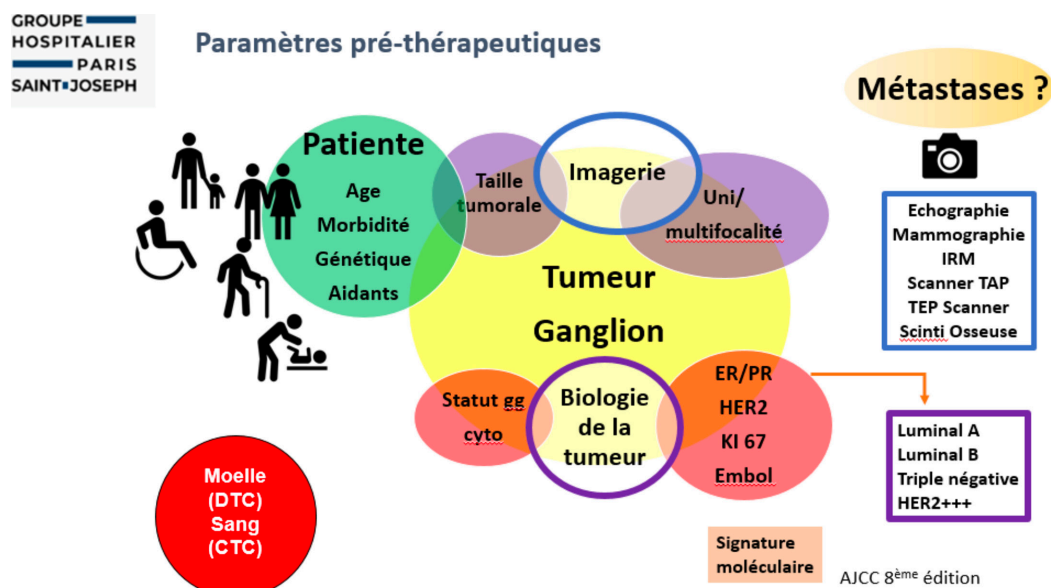 GROUPE
HOSPITALIER
PARIS
SAINT JOSEPH
Paramètres pré-thérapeutiques
Métastases ?
Patiente
Age
Morbidité
Génétique
Aidants
Taille
tumorale
Imagerie
Uni/
multifocalité
Tumeur
Ganglion
Echographie
Mammographie
IRM
Scanner TAP
TEP Scanner
Scinti Osseuse
Statut gg
cyto
Biologie
de la
tumeur
ER/PR
HER2
KI 67
Embol
Luminal A
Luminal B
Triple négative
HER2+++
Moelle
(DTC)
Sang
(CTC)
Signature
moléculaire
AJCC 8ème édition